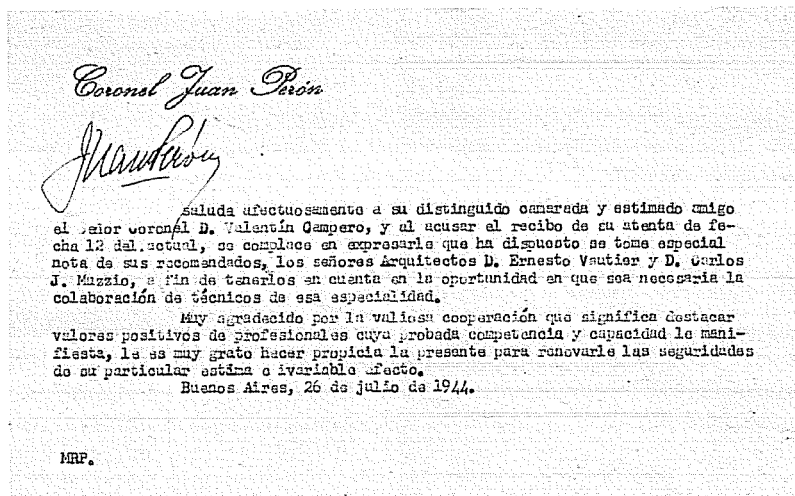 Coronel Juan Perón
Juan Perón
saluda afectuosamente a su distinguido camarada y estimado amigo
el Señor Coronel D. Valentín Campero, y al acusar el recibo de su atenta de fe-
cha 12 del actual, se complace en expresarle que ha dispuesto se tome especial
nota de sus recomendados, los señores Arquitectos D. Ernesto Vautier y D. Carlos
J. Muzzio, a fin de tenerlos en cuenta en la oportunidad en que sea necesaria la
colaboración de técnicos de esa especialidad.
Muy agradecido por la valiosa cooperación que significa destacar
valores positivos de profesionales cuya probada competencia y capacidad le mani-
fiesta, le es muy grato hacer propicia la presente para renovarle las seguridades
de su particular estima e ivariable afecto.
Buenos Aires, 26 de julio de 1944.
MRP.